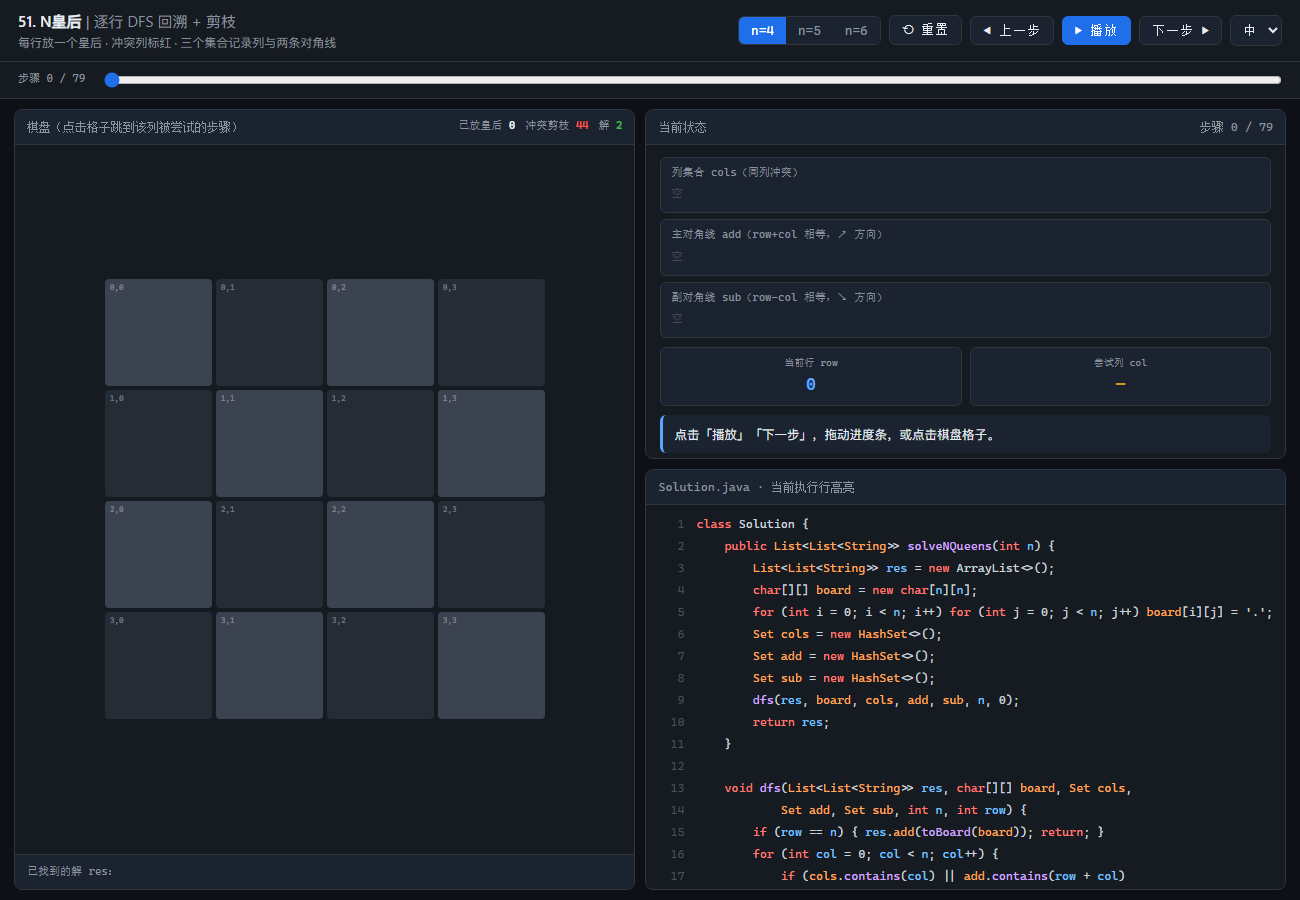 51. N皇后 | 逐行 DFS 回溯 + 剪枝
每行放一个皇后 · 冲突列标红 · 三个集合记录列与两条对角线
n=4 n=5 n=6 ⟲ 重置 ◀ 上一步 ▶ 播放 下一步 ▶ 中
步骤 0 / 79
棋盘（点击格子跳到该列被尝试的步骤） 已放皇后 0 冲突剪枝 44 解 2
0,0 0,1 0,2 0,3
1,0 1,1 1,2 1,3
2,0 2,1 2,2 2,3
3,0 3,1 3,2 3,3
已找到的解 res:
当前状态 步骤 0 / 79
列集合 cols（同列冲突）
空
主对角线 add（row+col 相等，↗ 方向）
空
副对角线 sub（row−col 相等，↘ 方向）
空
当前行 row 尝试列 col
0 —
点击「播放」「下一步」，拖动进度条，或点击棋盘格子。
Solution.java · 当前执行行高亮
1 class Solution {
2 public List<List<String>> solveNQueens(int n) {
3 List<List<String>> res = new ArrayList<>();
4 char[][] board = new char[n][n];
5 for (int i = 0; i < n; i++) for (int j = 0; j < n; j++) board[i][j] = '.';
6 Set cols = new HashSet<>();
7 Set add = new HashSet<>();
8 Set sub = new HashSet<>();
9 dfs(res, board, cols, add, sub, n, 0);
10 return res;
11 }
12
13 void dfs(List<List<String>> res, char[][] board, Set cols,
14 Set add, Set sub, int n, int row) {
15 if (row == n) { res.add(toBoard(board)); return; }
16 for (int col = 0; col < n; col++) {
17 if (cols.contains(col) || add.contains(row + col)